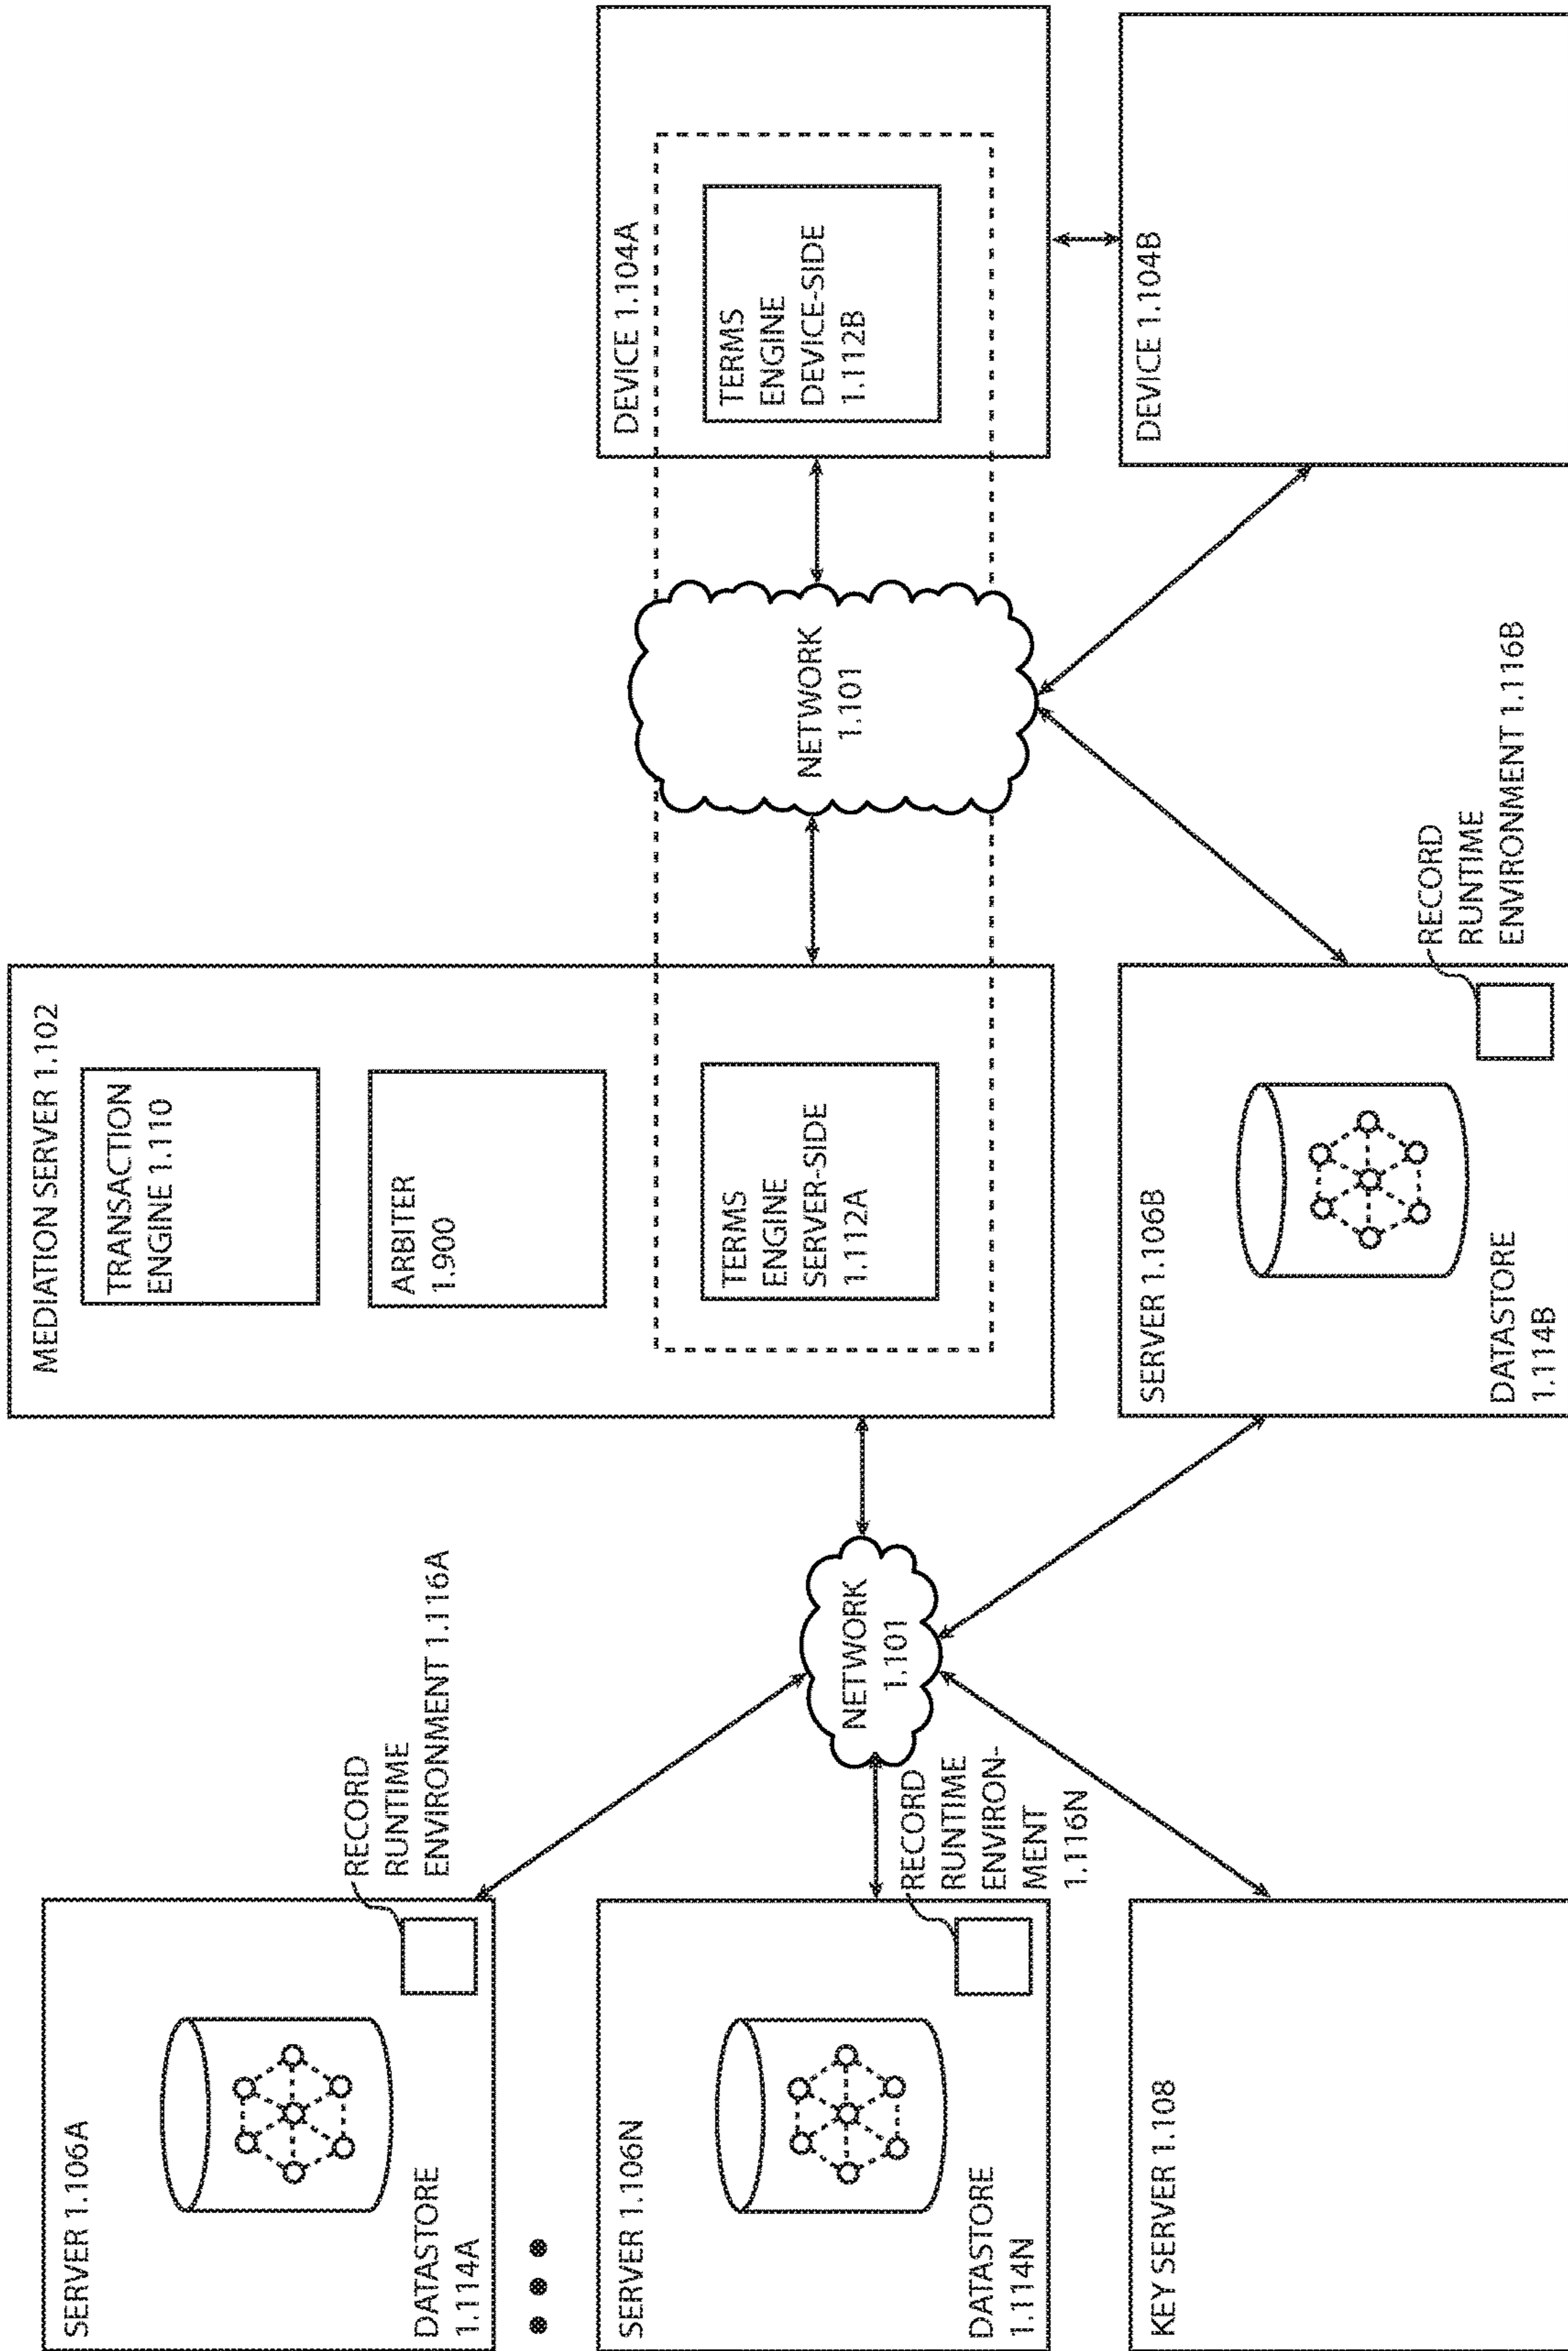 SERVER 1.106A
DATASTORE
1.114A
RECORD
RUNTIME
ENVIRONMENT 1.116A
SERVER 1.106N
DATASTORE
1.114N
RECORD
RUNTIME
ENVIRON-
MENT
1.116N
KEY SERVER 1.108
NETWORK
1.101
MEDIATION SERVER 1.102
TRANSACTION
ENGINE 1.110
ARBITER
1.900
TERMS
ENGINE
SERVER-SIDE
1.112A
SERVER 1.106B
DATASTORE
1.114B
RECORD
RUNTIME
ENVIRONMENT 1.116B
NETWORK
1.101
DEVICE 1.104A
TERMS
ENGINE
DEVICE-SIDE
1.112B
DEVICE 1.104B